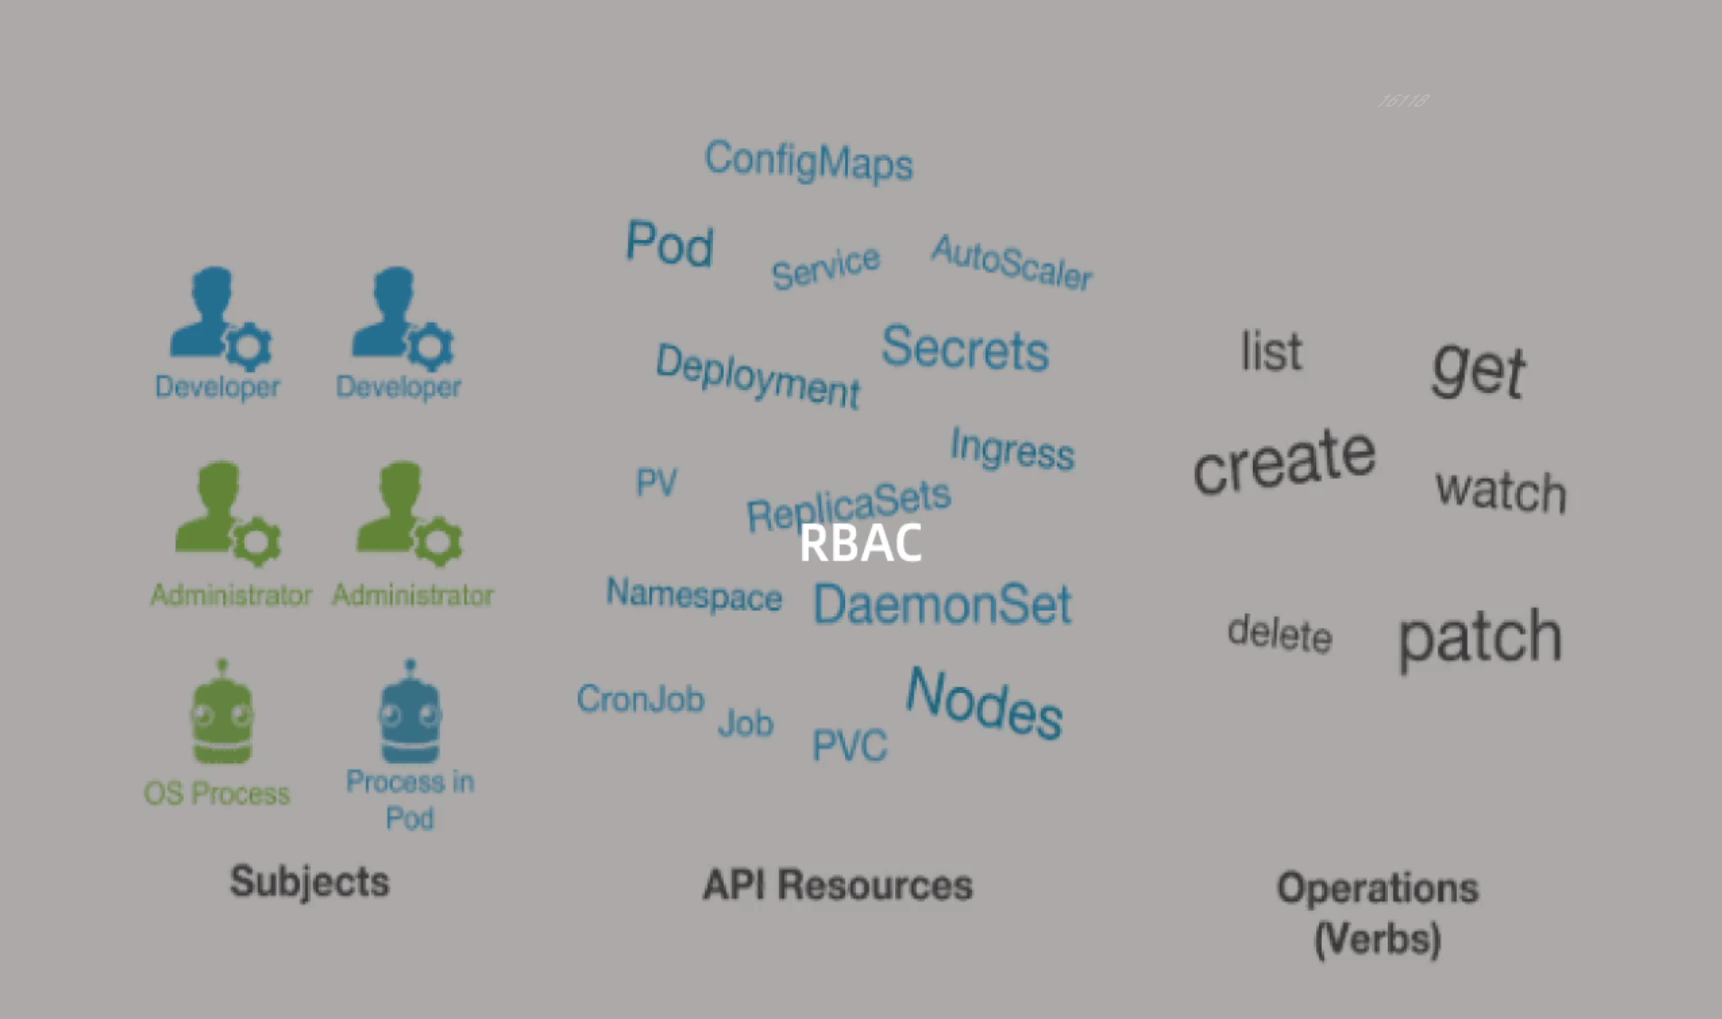 16118
ConfigMaps
Pod
Service
AutoScaler
Developer
Developer
Deployment
Secrets
Ingress
PV
ReplicaSets
RBAC
Administrator
Administrator
Namespace
DaemonSet
CronJob
Job
PVC
Nodes
OS Process
Process in
Pod
list
get
create
watch
delete
patch
Subjects
API Resources
Operations
(Verbs)